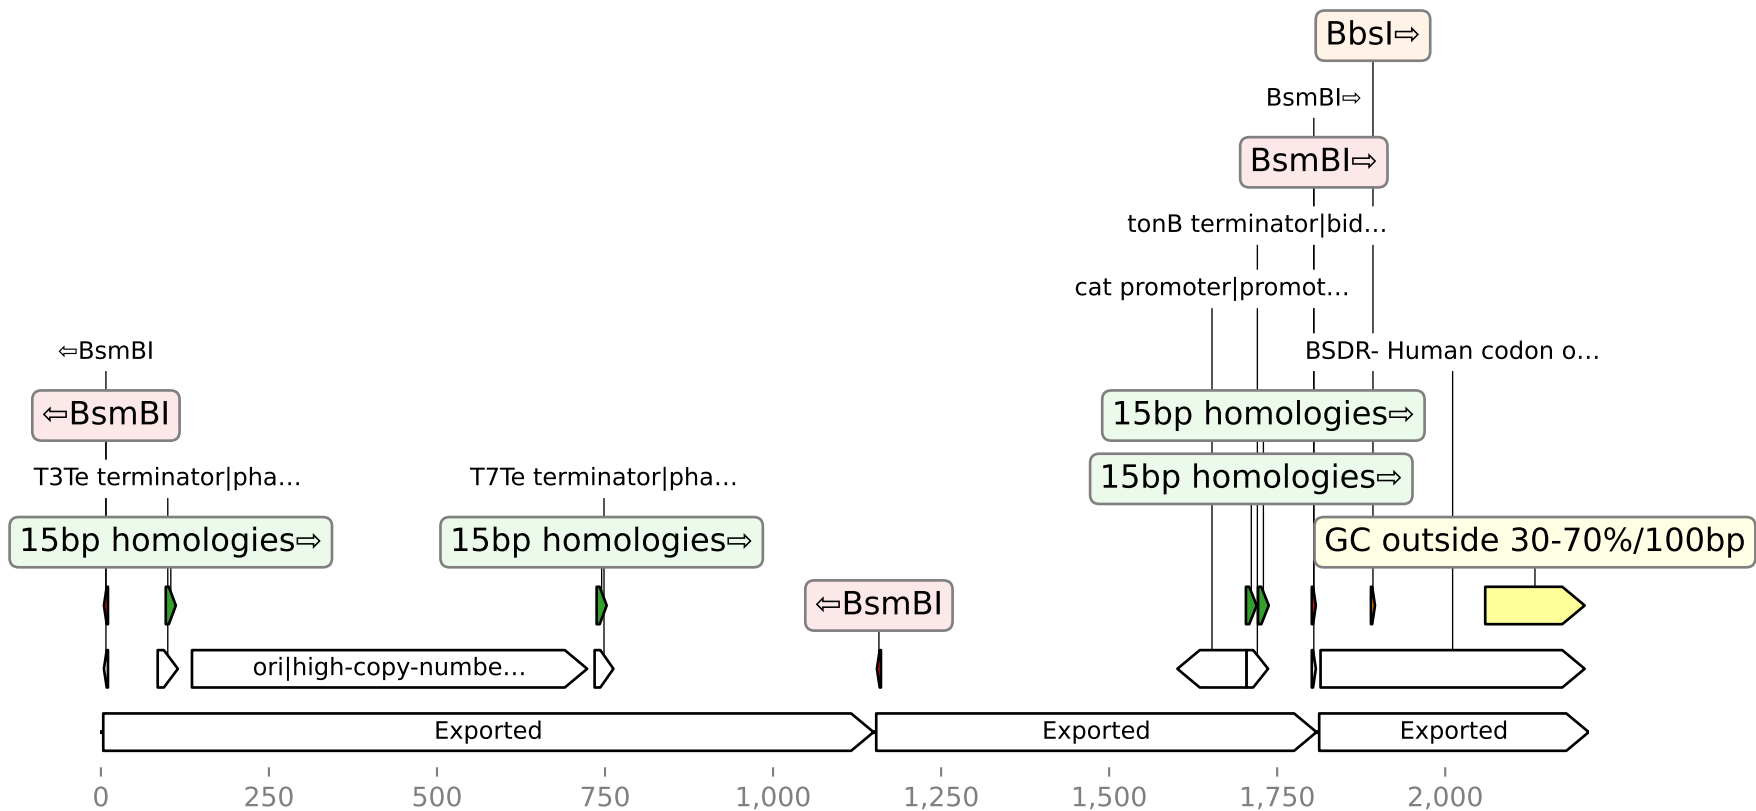 BbsI⇨
BsmBI⇨
BsmBI⇨
tonB terminator|bid...
cat promoter|promot...
⇦BsmBI
BSDR- Human codon o...
⇦BsmBI
15bp homologies⇨
T3Te terminator|pha...
T7Te terminator|pha...
15bp homologies⇨
15bp homologies⇨
15bp homologies⇨
GC outside 30-70%/100bp
⇦BsmBI
ori|high-copy-numbe...
Exported
Exported
Exported
0 250 500 750 1,000 1,250 1,500 1,750 2,000